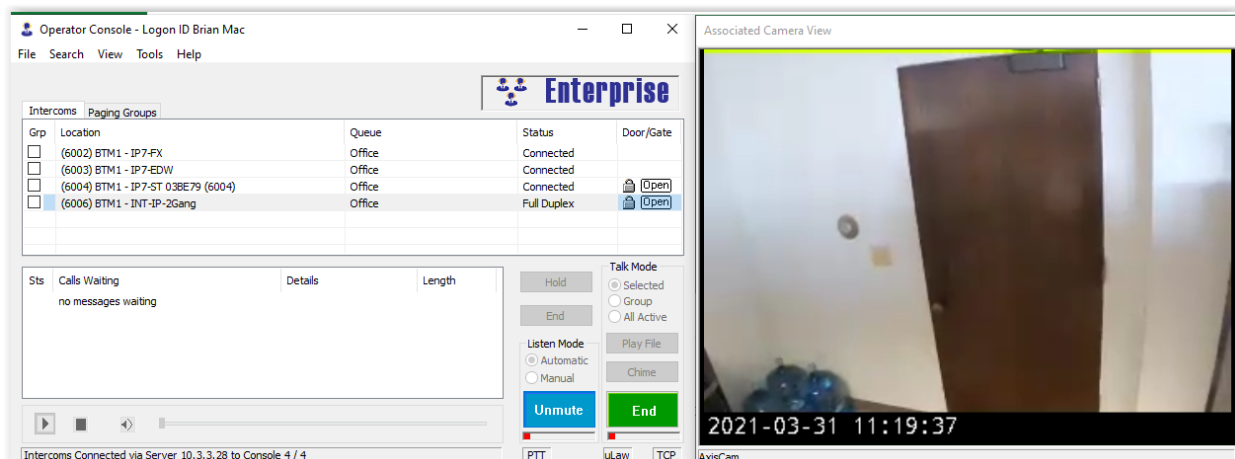 Operator Console - Logon ID Brian Mac
File Search View Tools Help
Enterprise
Intercoms Paging Groups
Grp Location Queue Status Door/Gate
(6002) BTM1 - IP7-FX Office Connected
(6003) BTM1 - IP7-EDW Office Connected
(6004) BTM1 - IP7-ST 03BE79 (6004) Office Connected Open
(6006) BTM1 - INT-IP-2Gang Office Full Duplex Open
Sts Calls Waiting Details Length
no messages waiting
Hold
End
Listen Mode
Automatic
Manual
Unmute
Talk Mode
Selected
Group
All Active
Play File
Chime
End
Intercoms Connected via Server 10.3.3.28 to Console 4 / 4 PTT uLaw TCP
Associated Camera View
2021-03-31 11:19:37
AxisCam